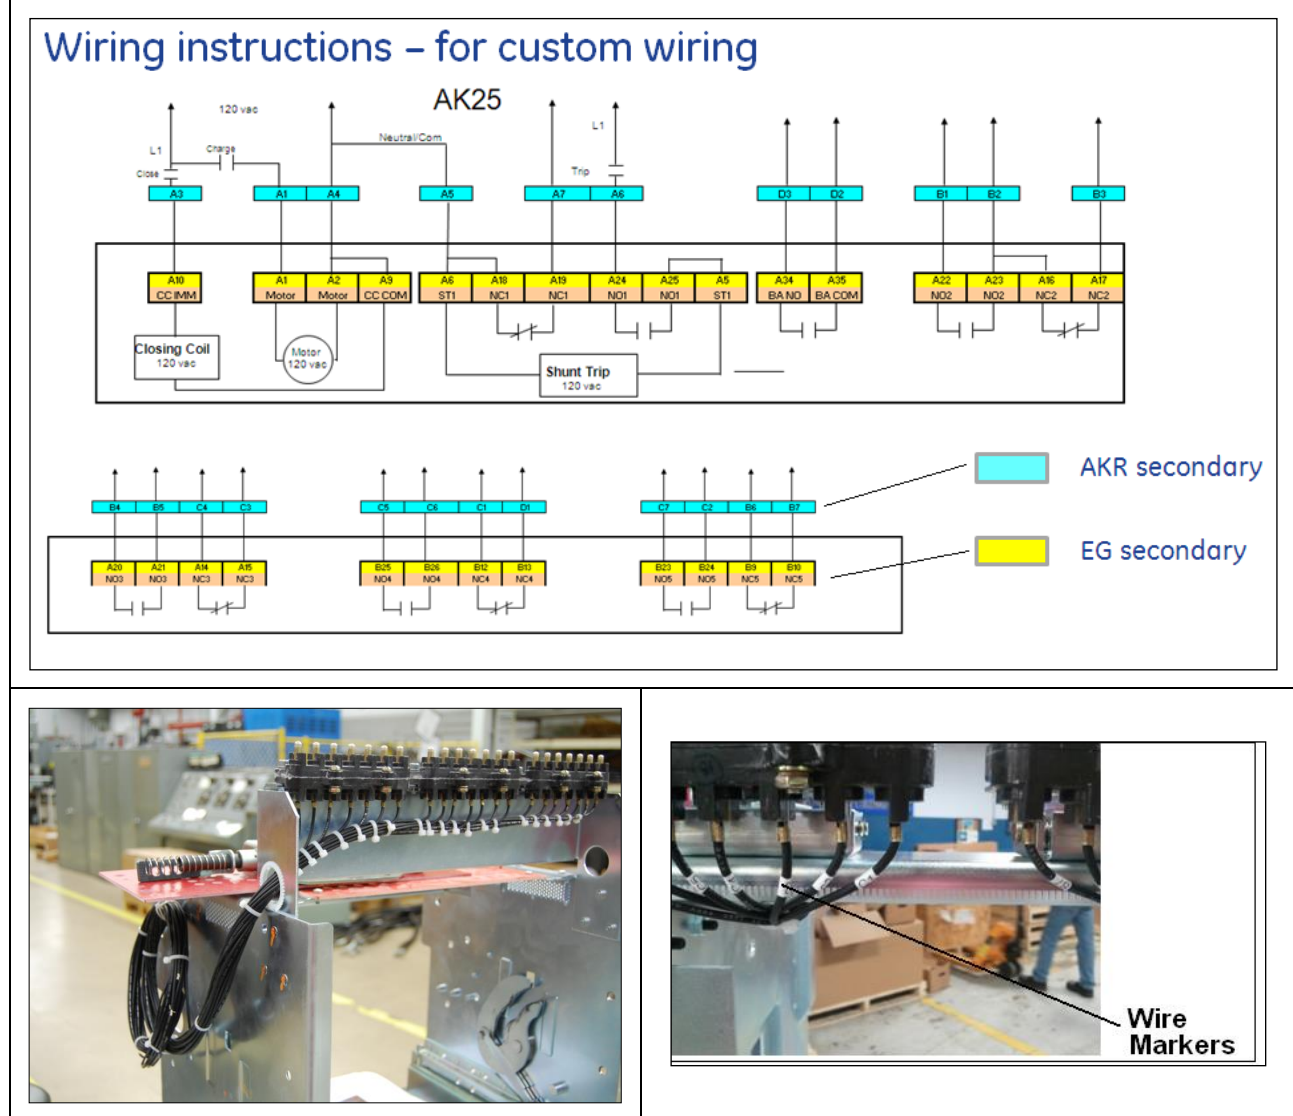 Wiring instructions – for custom wiring
AK25
120 vac
Neutral/Com
L1
L1
Charge
Close
Trip
A3 A1 A4 A5 A7 A6 D3 D2 B1 B2 B3
A10 A1 A2 A9 A6 A18 A19 A24 A25 A5 A34 A35 A22 A23 A16 A17
CC IMM Motor Motor CC COM ST1 NC1 NC1 NO1 NO1 ST1 BA NO BA COM NO2 NO2 NC2 NC2
Closing Coil
120 vac
Motor
120 vac
Shunt Trip
120 vac
AKR secondary
B4 B5 C4 C3 C5 C6 C1 D1 C7 C2 B6 B7
EG secondary
A20 A21 A14 A15 B25 B26 B12 B13 B23 B24 B9 B10
NO3 NO3 NC3 NC3 NO4 NO4 NC4 NC4 NO5 NO5 NC5 NC5
Wire
Markers